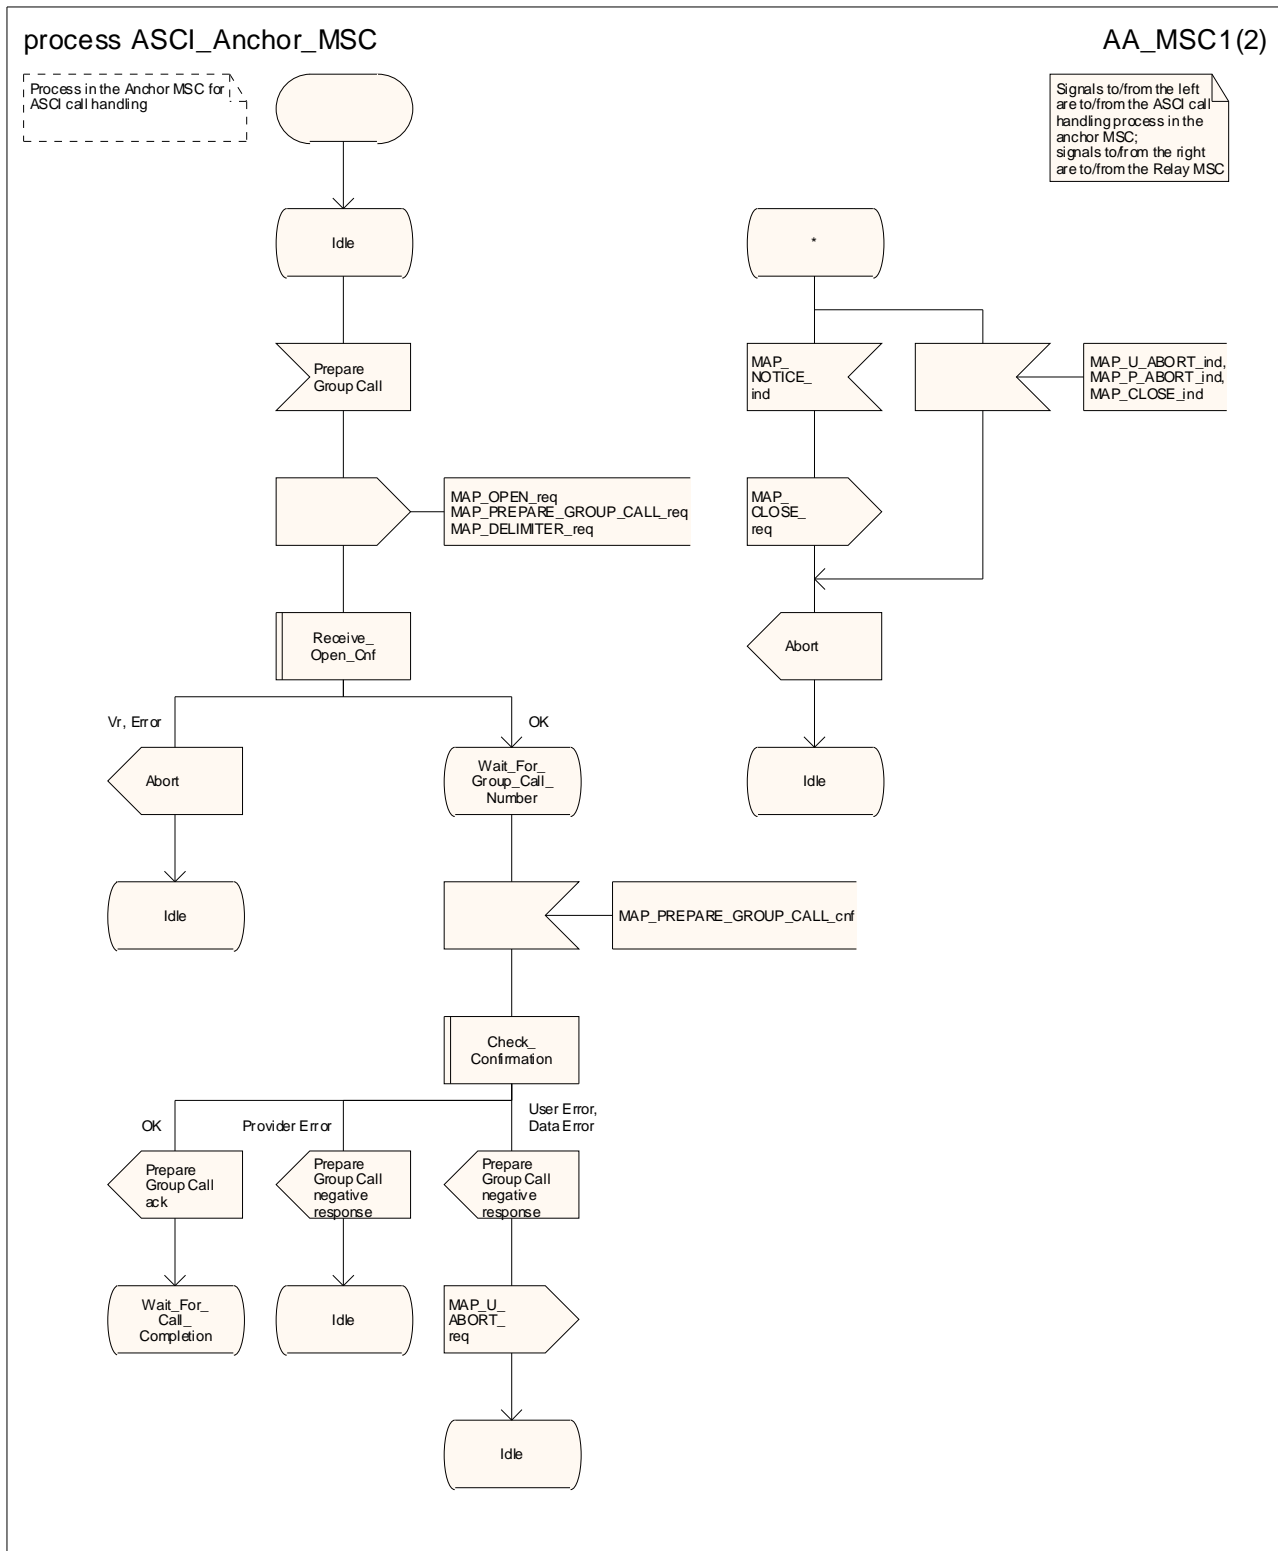 process ASCI_Anchor_MSC
AA_MSC1(2)
Process in the Anchor MSC for
ASCI call handling
Signals to/from the left
are to/from the ASCI call
handling process in the
anchor MSC;
signals to/from the right
are to/from the Relay MSC
Idle
*
Prepare
Group Call
MAP_
NOTICE_
ind
MAP_U_ABORT_ind,
MAP_P_ABORT_ind,
MAP_CLOSE_ind
MAP_OPEN_req
MAP_PREPARE_GROUP_CALL_req
MAP_DELIMITER_req
MAP_
CLOSE_
req
Receive_
Open_Cnf
Abort
Vr, Error
OK
Abort
Wait_For_
Group_Call_
Number
Idle
Idle
MAP_PREPARE_GROUP_CALL_cnf
Check_
Confirmation
OK
Provider Error
User Error,
Data Error
Prepare
Group Call
ack
Prepare
Group Call
negative
response
Prepare
Group Call
negative
response
Wait_For_
Call_
Completion
Idle
MAP_U_
ABORT_
req
Idle